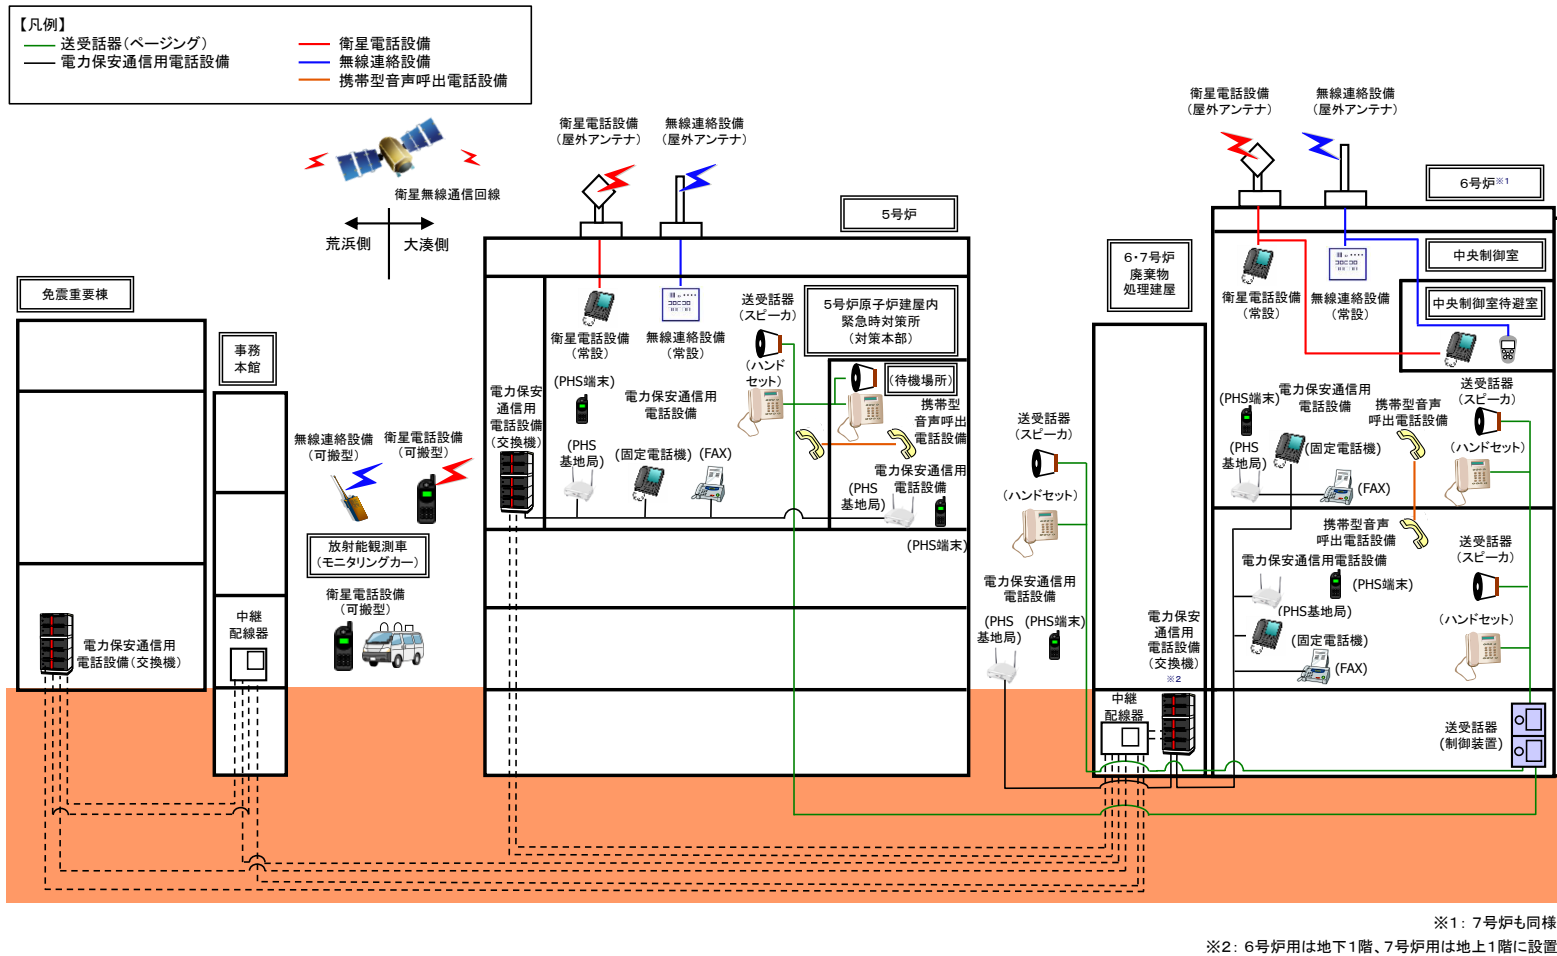 【凡例】
送受話器(ページング)
電力保安通信用電話設備
衛星電話設備
無線連絡設備
携帯型音声呼出電話設備
衛星無線通信回線
荒浜側
大湊側
免震重要棟
電力保安通信用
電話設備(交換機)
事務
本館
中継
配線器
無線連絡設備
(可搬型)
衛星電話設備
(可搬型)
放射能観測車
(モニタリングカー)
衛星電話設備
(可搬型)
衛星電話設備
(屋外アンテナ)
無線連絡設備
(屋外アンテナ)
5号炉
衛星電話設備
(常設)
無線連絡設備
(常設)
送受話器
(スピーカ)
5号炉原子炉建屋内
緊急時対策所
(対策本部)
(待機場所)
(ハンド
セット)
電力保安
通信用
電話設備
(交換機)
(PHS端末)
電力保安通信用
電話設備
(PHS
基地局)
(固定電話機)
(FAX)
携帯型
音声呼出
電話設備
電力保安通信用
電話設備
(PHS
基地局)
(PHS端末)
送受話器
(スピーカ)
(ハンドセット)
電力保安通信用
電話設備
(PHS
基地局)
(PHS端末)
6・7号炉
廃棄物
処理建屋
電力保安
通信用
電話設備
(交換機)
※2
中継
配線器
衛星電話設備
(屋外アンテナ)
無線連絡設備
(屋外アンテナ)
6号炉※1
中央制御室
中央制御室待避室
衛星電話設備
(常設)
無線連絡設備
(常設)
(PHS端末)
電力保安通信用
電話設備
(PHS
基地局)
(固定電話機)
(FAX)
携帯型音声
呼出電話設備
送受話器
(スピーカ)
(ハンドセット)
携帯型音声
呼出電話設備
電力保安通信用電話設備
(PHS端末)
(PHS基地局)
(固定電話機)
(FAX)
送受話器
(スピーカ)
(ハンドセット)
送受話器
(制御装置)
※1: 7号炉も同様
※2: 6号炉用は地下1階、7号炉用は地上1階に設置